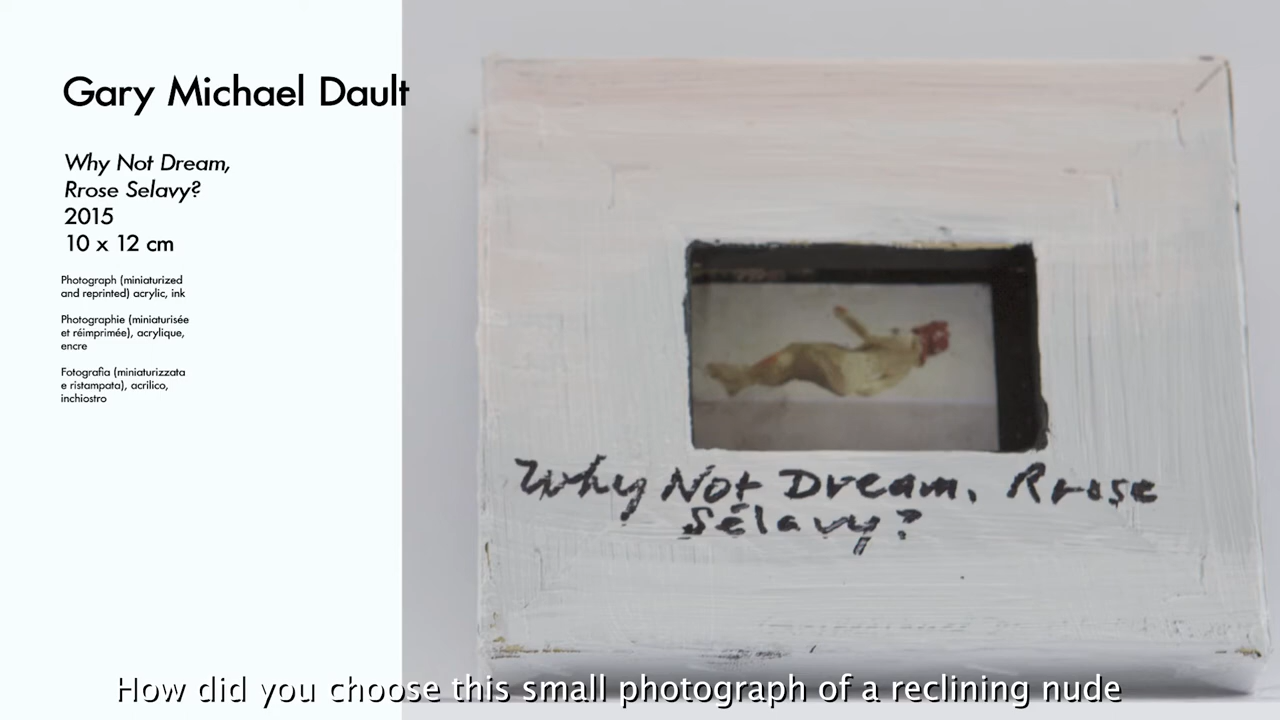 Gary Michael Dault
Why Not Dream,
Rrose Selavy?
2015
10 x 12 cm
Photograph (miniaturized
and reprinted) acrylic, ink
Photographie (miniaturisée
et réimprimée), acrylique,
encre
Fotografia (miniaturizzata
e ristampata), acrilico,
inchiostro
Why Not Dream, Rrose
Sélavy?
How did you choose this small photograph of a reclining nude